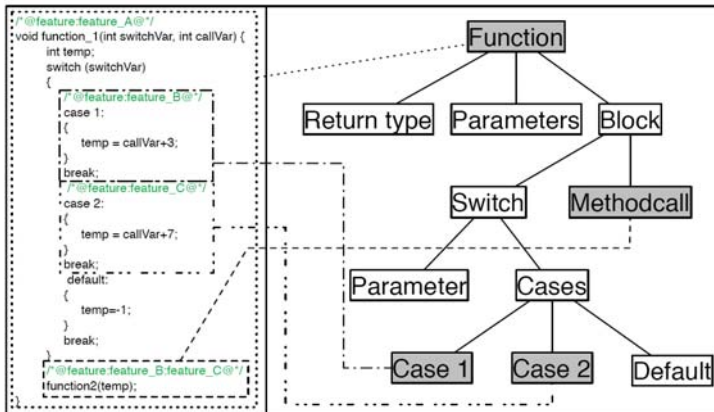 /*@feature:feature_A@*/
void function_1(int switchVar, int callVar) {
int temp;
switch (switchVar)
{
/*@feature:feature_B@*/
case 1:
{
temp = callVar+3;
}
break;
/*@feature:feature_C@*/
case 2:
{
temp = callVar+7;
}
break;
default:
{
temp=-1;
}
break;
}
/*@feature:feature_B:feature_C@*/
function2(temp);
}
Function
Return type Parameters Block
Switch Methodcall
Parameter Cases
Case 1 Case 2 Default